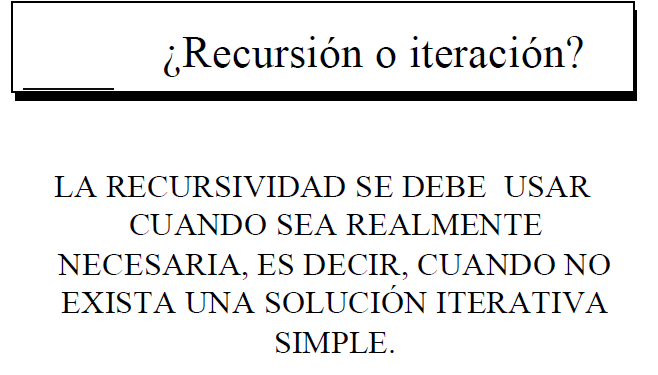 ¿Recursión o iteración?
LA RECURSIVIDAD SE DEBE USAR
CUANDO SEA REALMENTE
NECESARIA, ES DECIR, CUANDO NO
EXISTA UNA SOLUCIÓN ITERATIVA
SIMPLE.